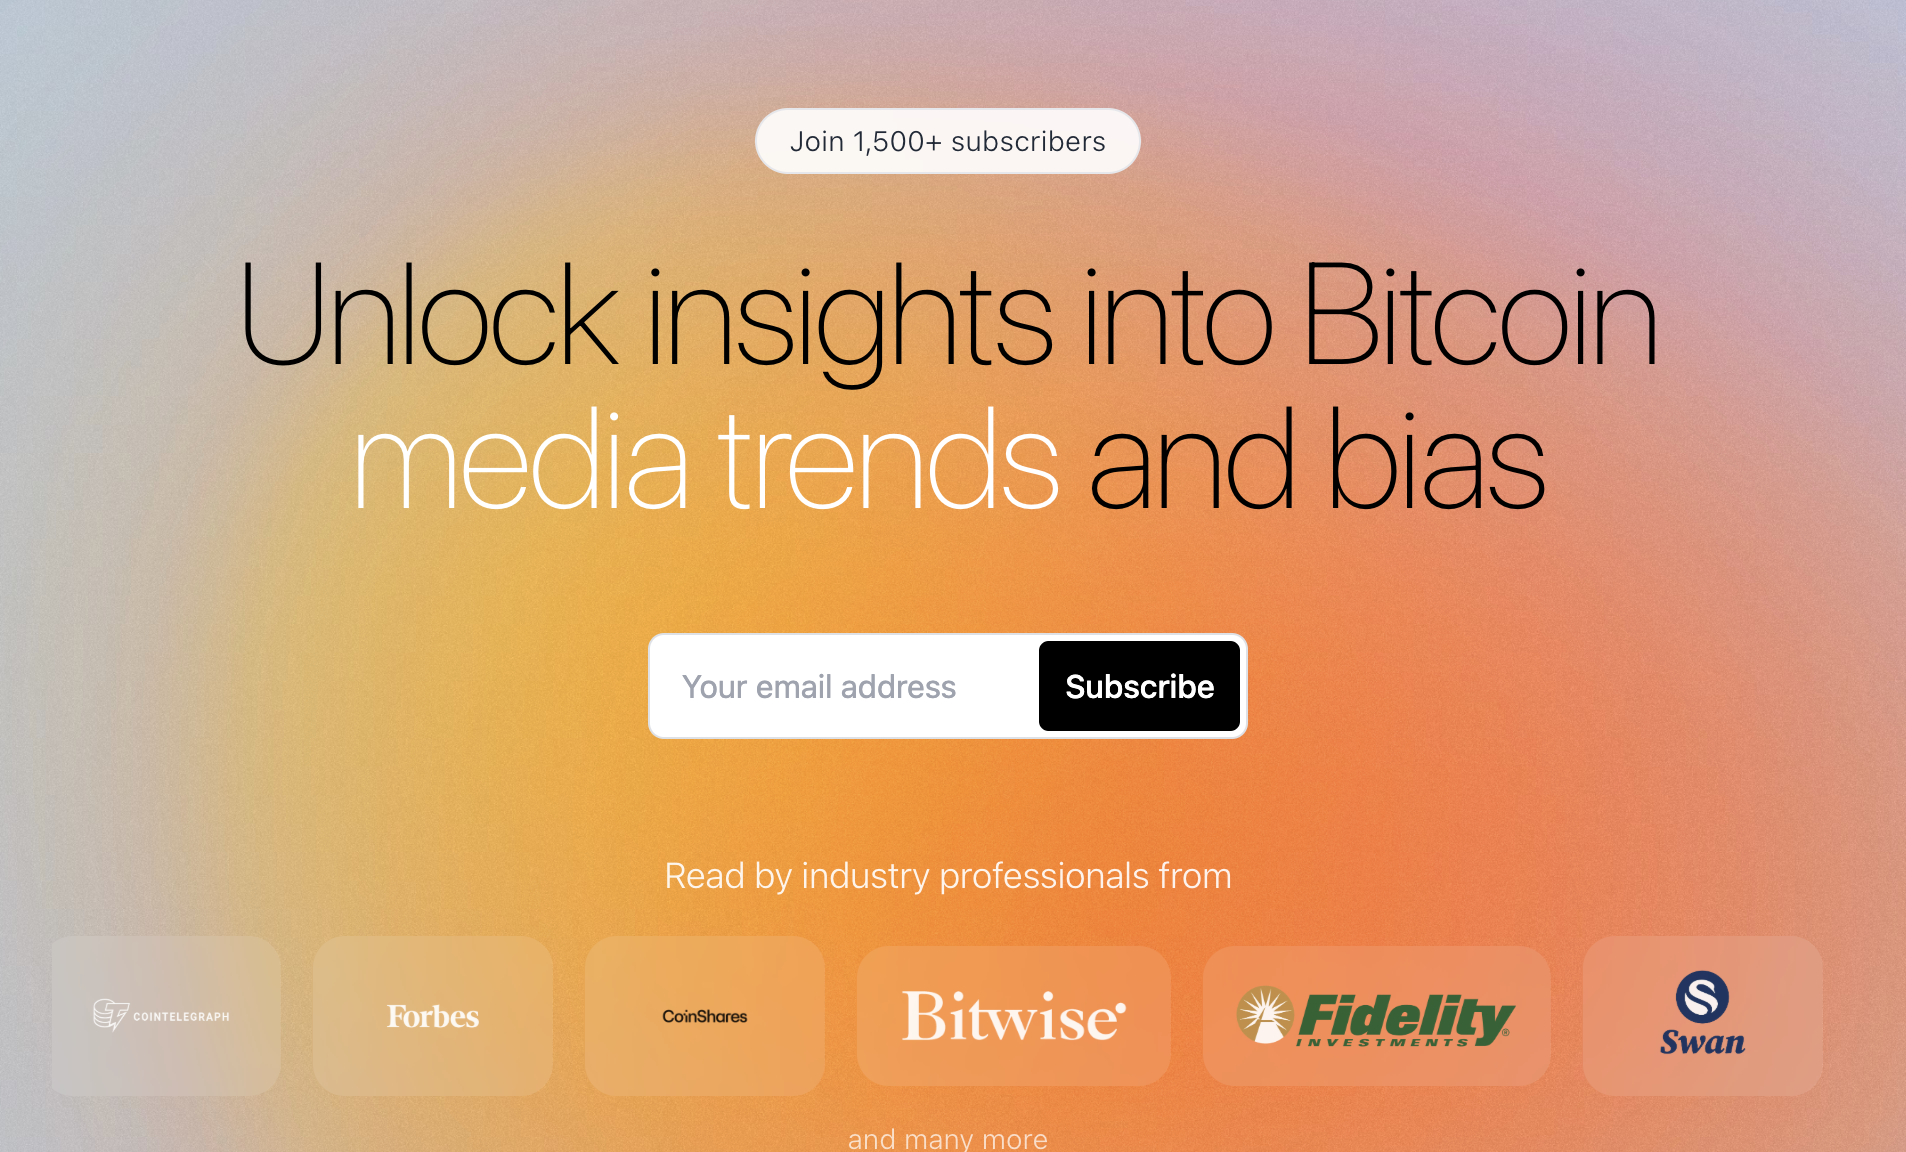 Join 1,500+ subscribers
Unlock insights into Bitcoin
media trends and bias
Your email address
Subscribe
Read by industry professionals from
COINTELEGRAPH
Forbes
CoinShares
Bitwise
Fidelity®
INVESTMENTS
Swan
and many more